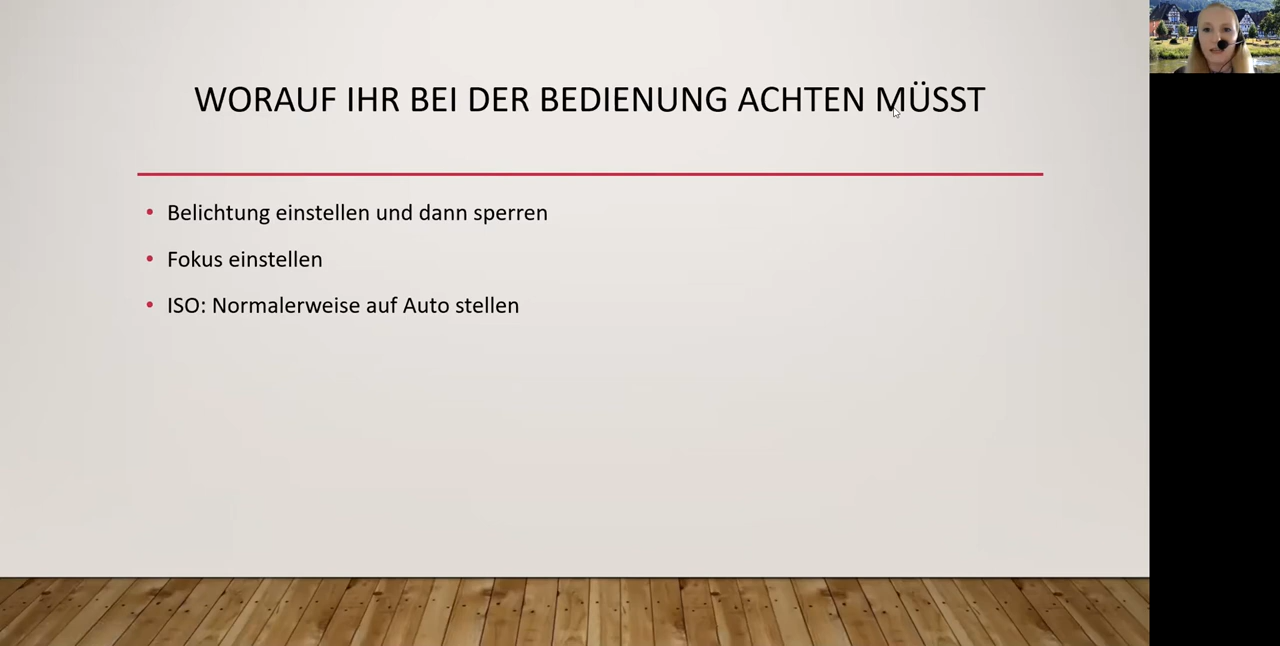 WORAUF IHR BEI DER BEDIENUNG ACHTEN MÜSST
• Belichtung einstellen und dann sperren
• Fokus einstellen
• ISO: Normalerweise auf Auto stellen